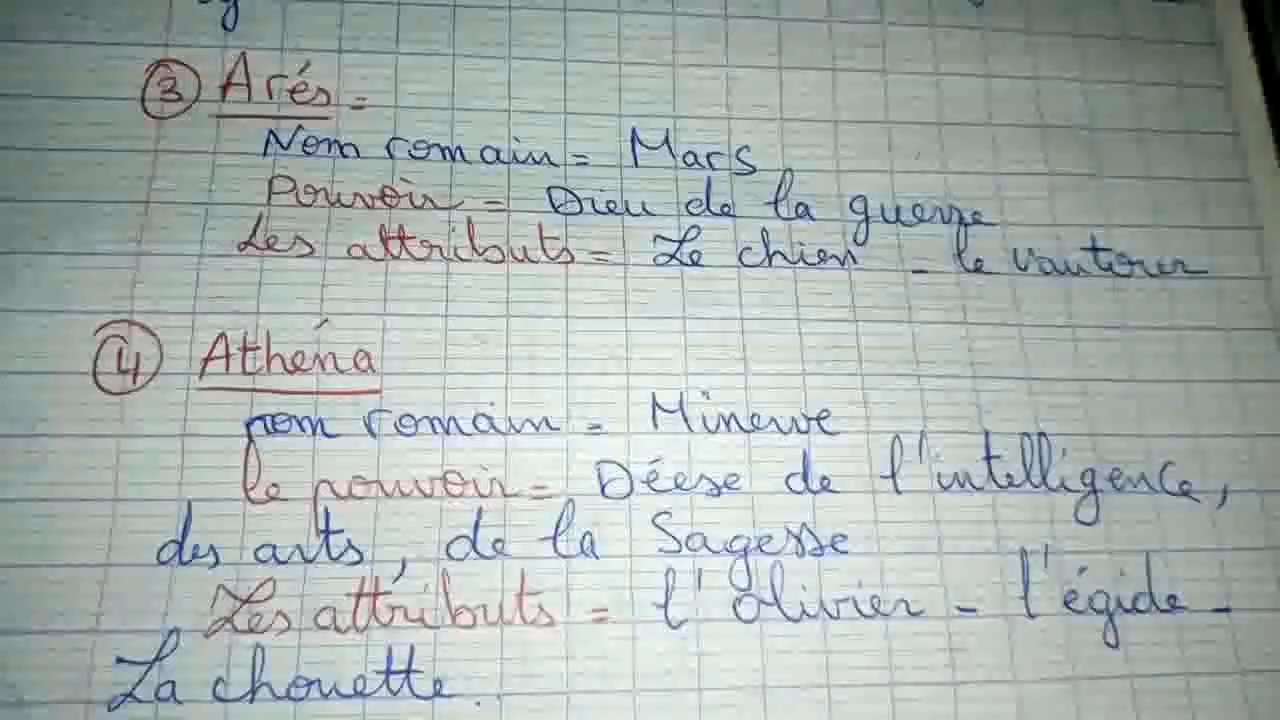 ③ Arés =
Nom romain = Mars
Pouvoir = Dieu de la guerre
Les attributs = Le chien - le vautour
④ Athéna
nom romain = Minerve
le pouvoir = Déese de l'intelligence,
des arts, de la Sagesse
Les attributs = l'olivier - l'égide -
La chouette.